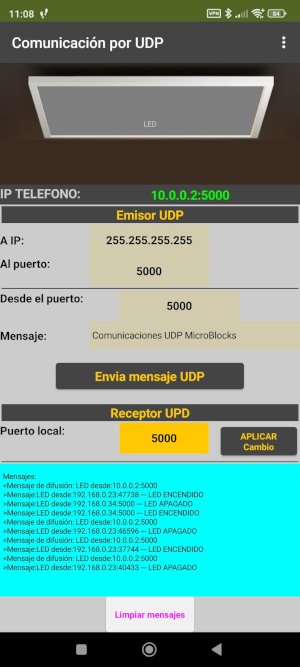 11:08
VPN 84
Comunicación por UDP
LED
IP TELEFONO: 10.0.0.2:5000
Emisor UDP
A IP: 255.255.255.255
Al puerto: 5000
Desde el puerto: 5000
Mensaje: Comunicaciones UDP MicroBlocks
Envia mensaje UDP
Receptor UPD
Puerto local: 5000 APLICAR
Cambio
Mensajes:
<Mensaje de difusión: LED desde:10.0.0.2:5000
>Mensaje:LED desde:192.168.0.23:47738 -- LED ENCENDIDO
>Mensaje:LED desde:192.168.0.34:5000 -- LED APAGADO
>Mensaje:LED desde:192.168.0.34:5000 -- LED ENCENDIDO
<Mensaje de difusión: LED desde:10.0.0.2:5000
>Mensaje:LED desde:192.168.0.23:46596 -- LED APAGADO
<Mensaje de difusión: LED desde:10.0.0.2:5000
>Mensaje:LED desde:192.168.0.23:37744 -- LED ENCENDIDO
<Mensaje de difusión: LED desde:10.0.0.2:5000
>Mensaje:LED desde:192.168.0.23:40433 -- LED APAGADO
Limpiar mensajes